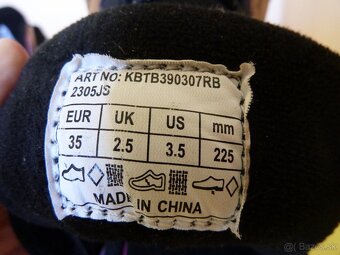 ART NO: KBTB390307RB
2305JS
EUR UK US mm
35 2.5 3.5 225
MADE IN CHINA